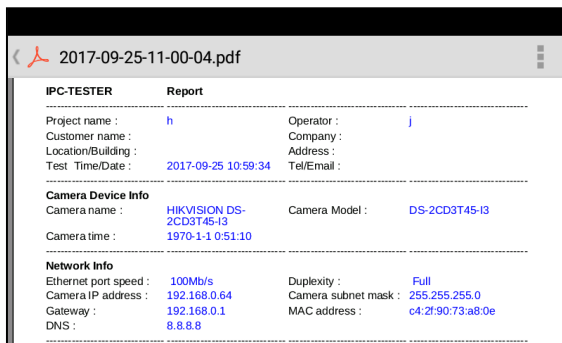 2017-09-25-11-00-04.pdf
IPC-TESTER Report
Project name : h Operator : j
Customer name : Company :
Location/Building : Address :
Test Time/Date : 2017-09-25 10:59:34 Tel/Email :
Camera Device Info
Camera name : HIKVISION DS-2CD3T45-I3 Camera Model : DS-2CD3T45-I3
Camera time : 1970-1-1 0:51:10
Network Info
Ethernet port speed : 100Mb/s Duplexity : Full
Camera IP address : 192.168.0.64 Camera subnet mask : 255.255.255.0
Gateway : 192.168.0.1 MAC address : c4:2f:90:73:a8:0e
DNS : 8.8.8.8